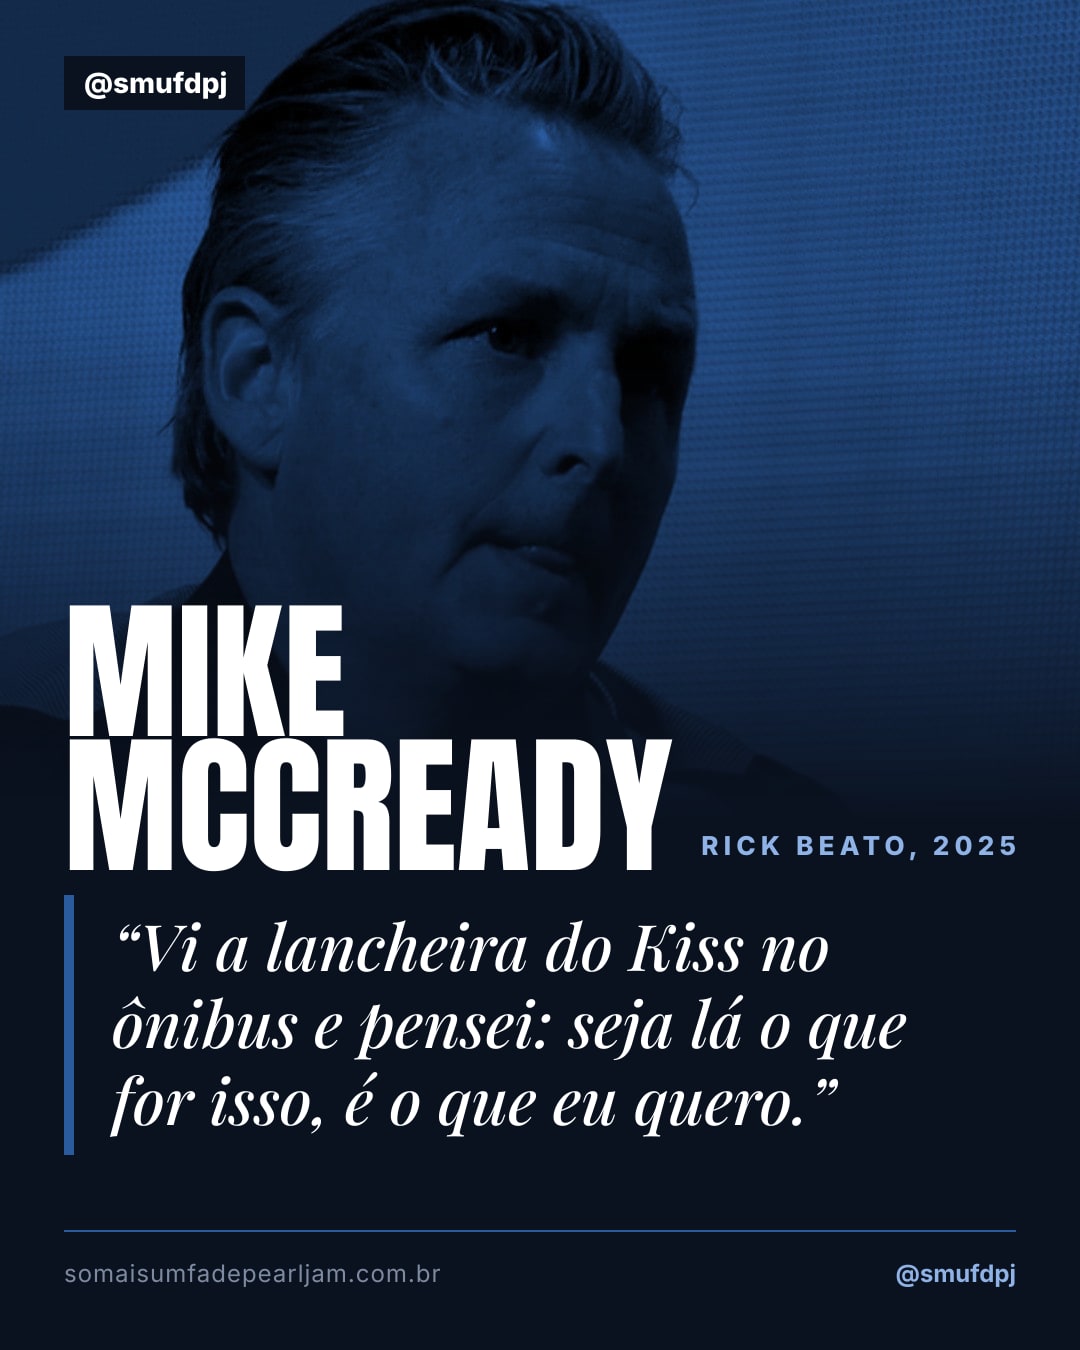 @smufdpj
MIKE
MCCREADY
RICK BEATO, 2025
“Vi a lancheira do Kiss no
ônibus e pensei: seja lá o que
for isso, é o que eu quero.”
somaisumfadepearljam.com.br
@smufdpj